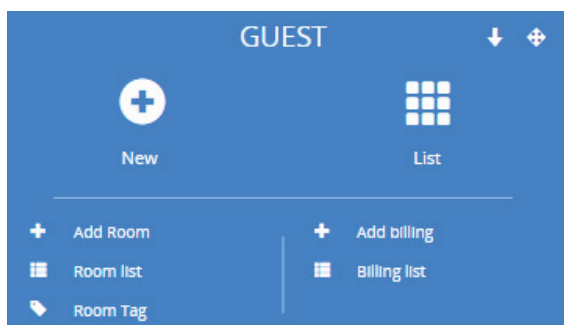 GUEST
New
List
Add Room
Add billing
Room list
Billing list
Room Tag